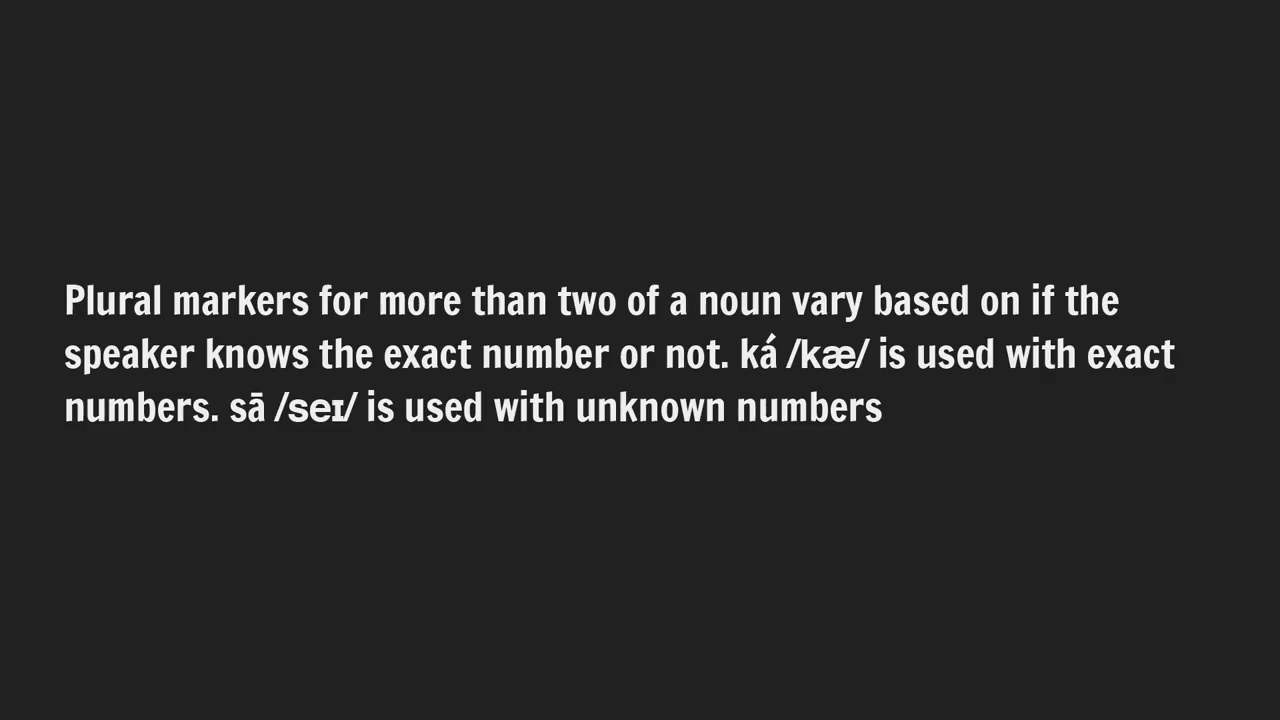 Plural markers for more than two of a noun vary based on if the
speaker knows the exact number or not. ká /kæ/ is used with exact
numbers. sā /seɪ/ is used with unknown numbers